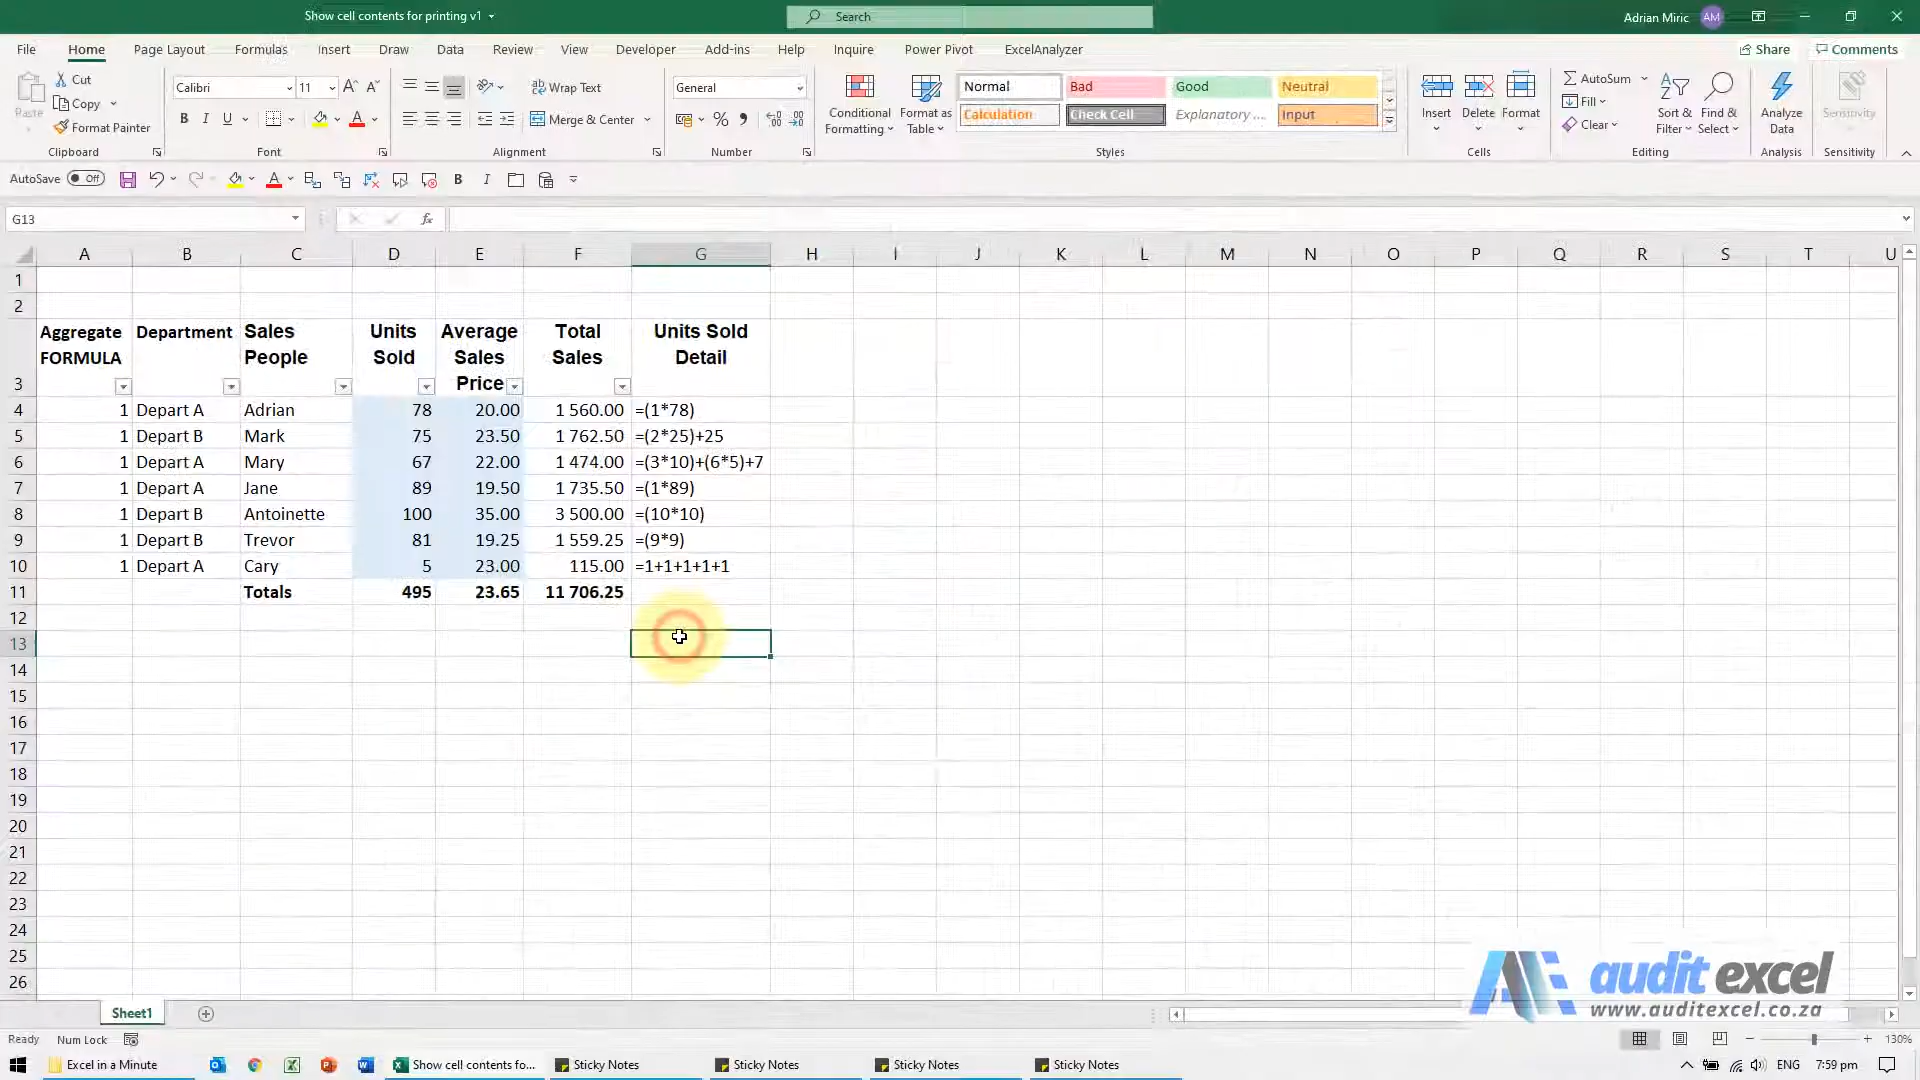 Show cell contents for printing v1
Search
Adrian Miric
AM
File Home Page Layout Formulas Insert Draw Data Review View Developer Add-ins Help Inquire Power Pivot ExcelAnalyzer Share Comments
Paste
Cut
Copy
Format Painter
Clipboard
Calibri 11
B I U
Font
Wrap Text
Merge & Center
Alignment
General
Number
Conditional Formatting
Format as Table
Normal Bad Good Neutral
Calculation Check Cell Explanatory ... Input
Styles
Insert Delete Format
Cells
AutoSum
Fill
Clear
Sort & Filter
Find & Select
Editing
Analyze Data
Analysis
Sensitivity
Sensitivity
AutoSave Off
B I
G13
fx
A B C D E F G H I J K L M N O P Q R S T U
1
2
3 Aggregate FORMULA Department Sales People Units Sold Average Sales Price Total Sales Units Sold Detail
4 1 Depart A Adrian 78 20.00 1 560.00 =(1*78)
5 1 Depart B Mark 75 23.50 1 762.50 =(2*25)+25
6 1 Depart A Mary 67 22.00 1 474.00 =(3*10)+(6*5)+7
7 1 Depart A Jane 89 19.50 1 735.50 =(1*89)
8 1 Depart B Antoinette 100 35.00 3 500.00 =(10*10)
9 1 Depart B Trevor 81 19.25 1 559.25 =(9*9)
10 1 Depart A Cary 5 23.00 115.00 =1+1+1+1+1
11 Totals 495 23.65 11 706.25
12
13
14
15
16
17
18
19
20
21
22
23
24
25
26
audit excel
www.auditexcel.co.za
Sheet1
Ready Num Lock 130%
Excel in a Minute
Show cell contents fo...
Sticky Notes
Sticky Notes
Sticky Notes
Sticky Notes
ENG 7:59 pm